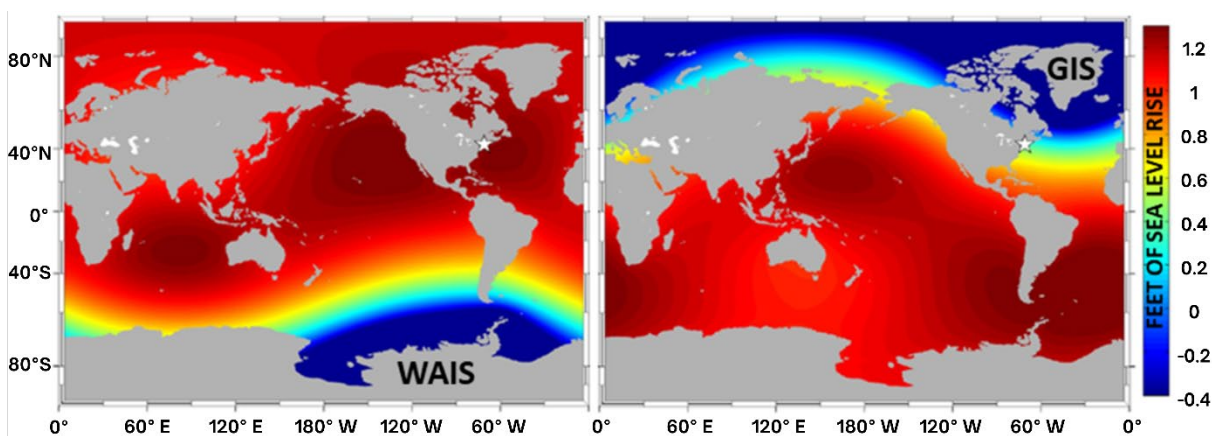 80°N
40°N
0°
40°S
80°S
WAIS
0° 60° E 120° E 180° W 120° W 60° W
GIS
0° 60° E 120° E 180° W 120° W 60° W 0°
FEET OF SEA LEVEL RISE
1.2
1
0.8
0.6
0.4
0.2
0
-0.2
-0.4